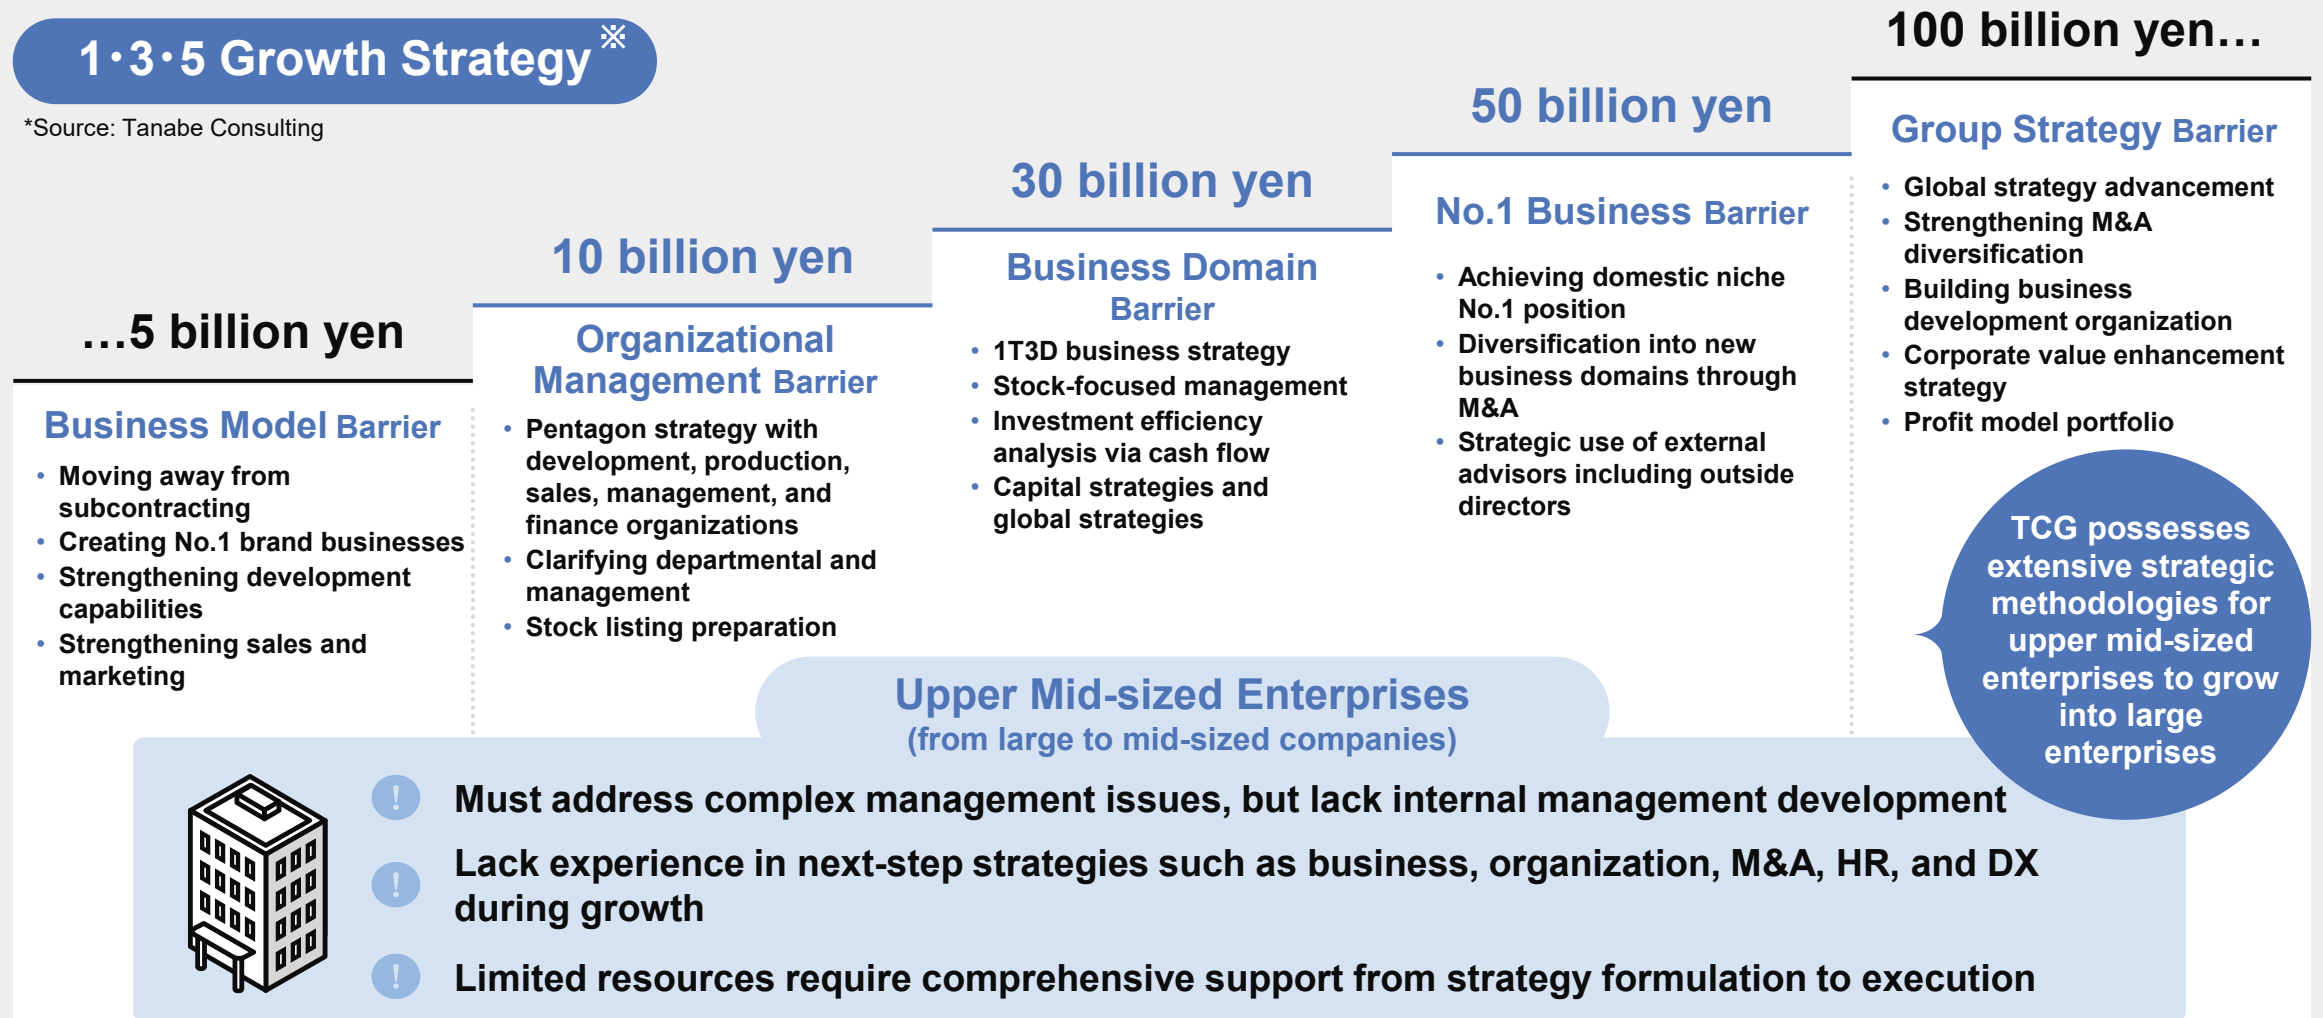 1・3・5 Growth Strategy※
*Source: Tanabe Consulting
…5 billion yen
Business Model Barrier
• Moving away from
subcontracting
• Creating No.1 brand businesses
• Strengthening development
capabilities
• Strengthening sales and
marketing
10 billion yen
Organizational
Management Barrier
• Pentagon strategy with
development, production,
sales, management, and
finance organizations
• Clarifying departmental and
management
• Stock listing preparation
30 billion yen
Business Domain
Barrier
• 1T3D business strategy
• Stock-focused management
• Investment efficiency
analysis via cash flow
• Capital strategies and
global strategies
50 billion yen
No.1 Business Barrier
• Achieving domestic niche
No.1 position
• Diversification into new
business domains through
M&A
• Strategic use of external
advisors including outside
directors
100 billion yen…
Group Strategy Barrier
• Global strategy advancement
• Strengthening M&A
diversification
• Building business
development organization
• Corporate value enhancement
strategy
• Profit model portfolio
TCG possesses
extensive strategic
methodologies for
upper mid-sized
enterprises to grow
into large
enterprises
Upper Mid-sized Enterprises
(from large to mid-sized companies)
! Must address complex management issues, but lack internal management development
! Lack experience in next-step strategies such as business, organization, M&A, HR, and DX
during growth
! Limited resources require comprehensive support from strategy formulation to execution